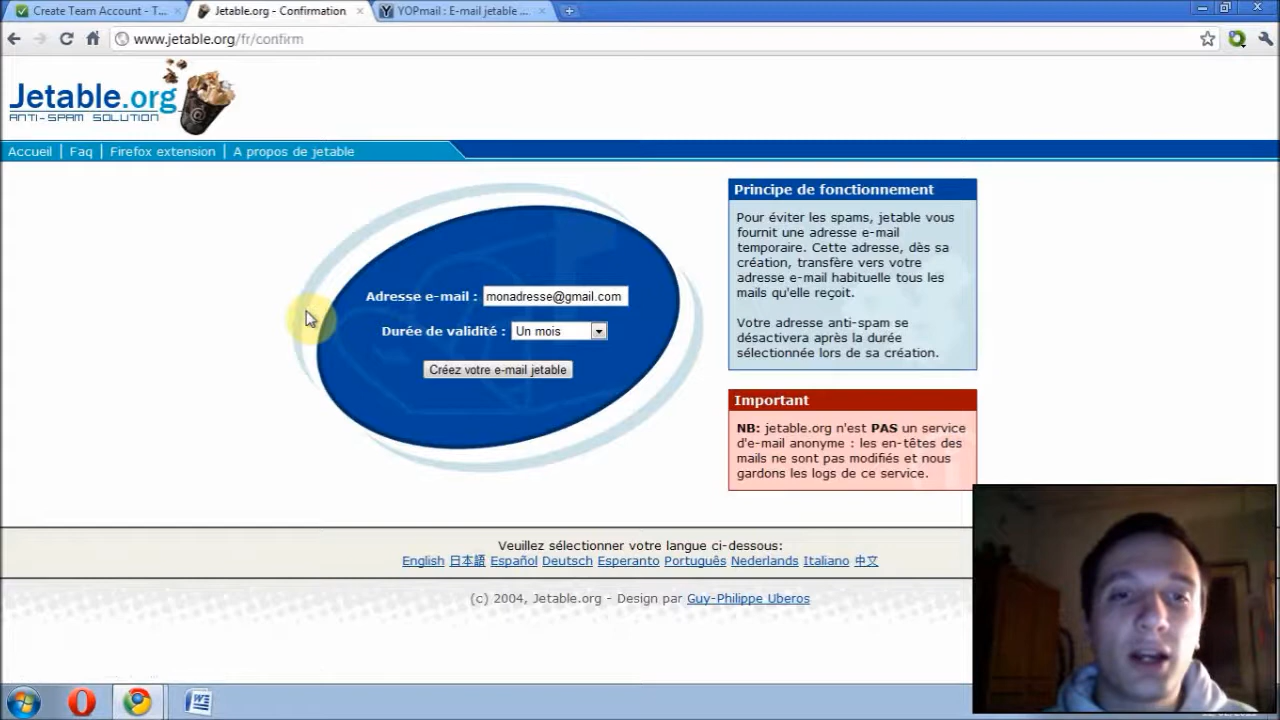 Create Team Account - T...
Jetable.org - Confirmation
YOPmail : E-mail jetable ...
www.jetable.org/fr/confirm
Jetable.org
ANTI-SPAM SOLUTION
Accueil | Faq | Firefox extension | A propos de jetable
Adresse e-mail : monadresse@gmail.com
Durée de validité : Un mois
Créez votre e-mail jetable
Principe de fonctionnement
Pour éviter les spams, jetable vous
fournit une adresse e-mail
temporaire. Cette adresse, dès sa
création, transfère vers votre
adresse e-mail habituelle tous les
mails qu'elle reçoit.
Votre adresse anti-spam se
désactivera après la durée
sélectionnée lors de sa création.
Important
NB: jetable.org n'est PAS un service
d'e-mail anonyme : les en-têtes des
mails ne sont pas modifiés et nous
gardons les logs de ce service.
Veuillez sélectionner votre langue ci-dessous:
English 日本語 Español Deutsch Esperanto Português Nederlands Italiano 中文
(c) 2004, Jetable.org - Design par Guy-Philippe Uberos